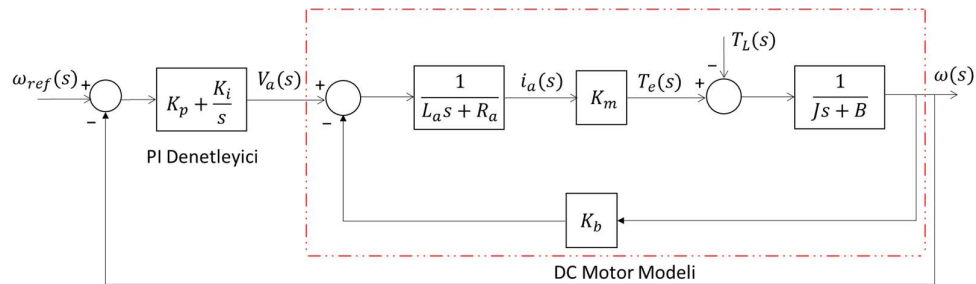 ω_ref(s)
+
−
K_p + K_i/s
PI Denetleyici
V_a(s)
+
−
1/(L_a s + R_a)
i_a(s)
K_m
T_e(s)
+
−
T_L(s)
1/(Js + B)
ω(s)
K_b
DC Motor Modeli